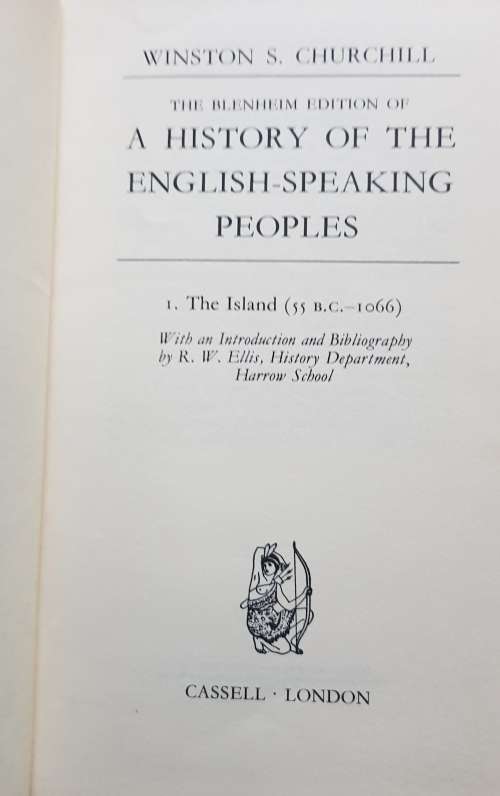 WINSTON S. CHURCHILL
THE BLENHEIM EDITION OF
A HISTORY OF THE
ENGLISH-SPEAKING
PEOPLES
1. The Island (55 B.C.–1066)
With an Introduction and Bibliography
by R. W. Ellis, History Department,
Harrow School
CASSELL · LONDON